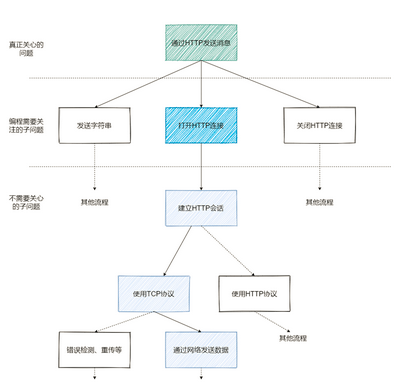 真正关心的
问题
通过HTTP发送消息
编程需要关
注的子问题
发送字符串
打开HTTP连接
关闭HTTP连接
不需要关心
的子问题
其他流程
其他流程
建立HTTP会话
使用TCP协议
使用HTTP协议
错误检测、重传等
通过网络发送数据
其他流程